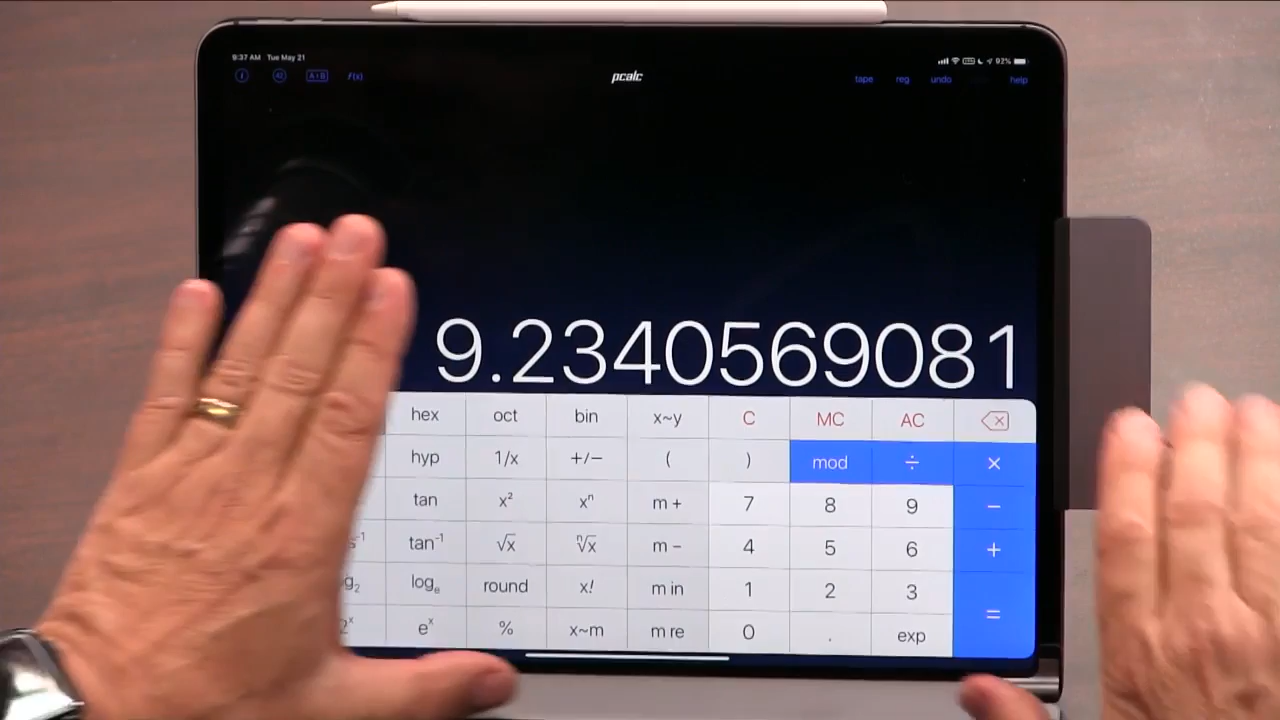 9:37 AM Tue May 21
92%
i 42 A+B f(x)
pcalc
tape reg undo help
9.2340569081
hex oct bin x~y C MC AC
hyp 1/x +/− ( ) mod ÷ ×
tan x² xⁿ m + 7 8 9 −
tan⁻¹ √x ⁿ√x m − 4 5 6 +
logₑ round x! m in 1 2 3 =
eˣ % x~m m re 0 . exp